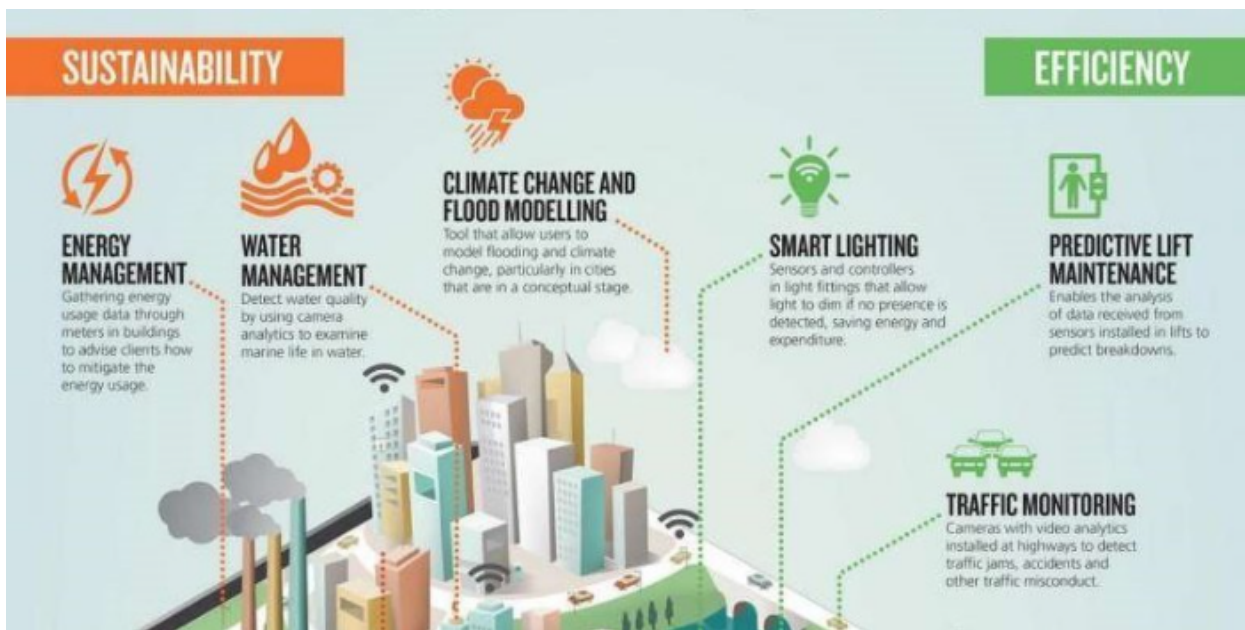 SUSTAINABILITY
EFFICIENCY
ENERGY
MANAGEMENT
Gathering energy
usage data through
meters in buildings
to advise clients how
to mitigate the
energy usage.
WATER
MANAGEMENT
Detect water quality
by using camera
analytics to examine
marine life in water.
CLIMATE CHANGE AND
FLOOD MODELLING
Tool that allow users to
model flooding and climate
change, particularly in cities
that are in a conceptual stage.
SMART LIGHTING
Sensors and controllers
in light fittings that allow
light to dim if no presence is
detected, saving energy and
expenditure.
PREDICTIVE LIFT
MAINTENANCE
Enables the analysis
of data received from
sensors installed in lifts to
predict breakdowns.
TRAFFIC MONITORING
Cameras with video analytics
installed at highways to detect
traffic jams, accidents and
other traffic misconduct.